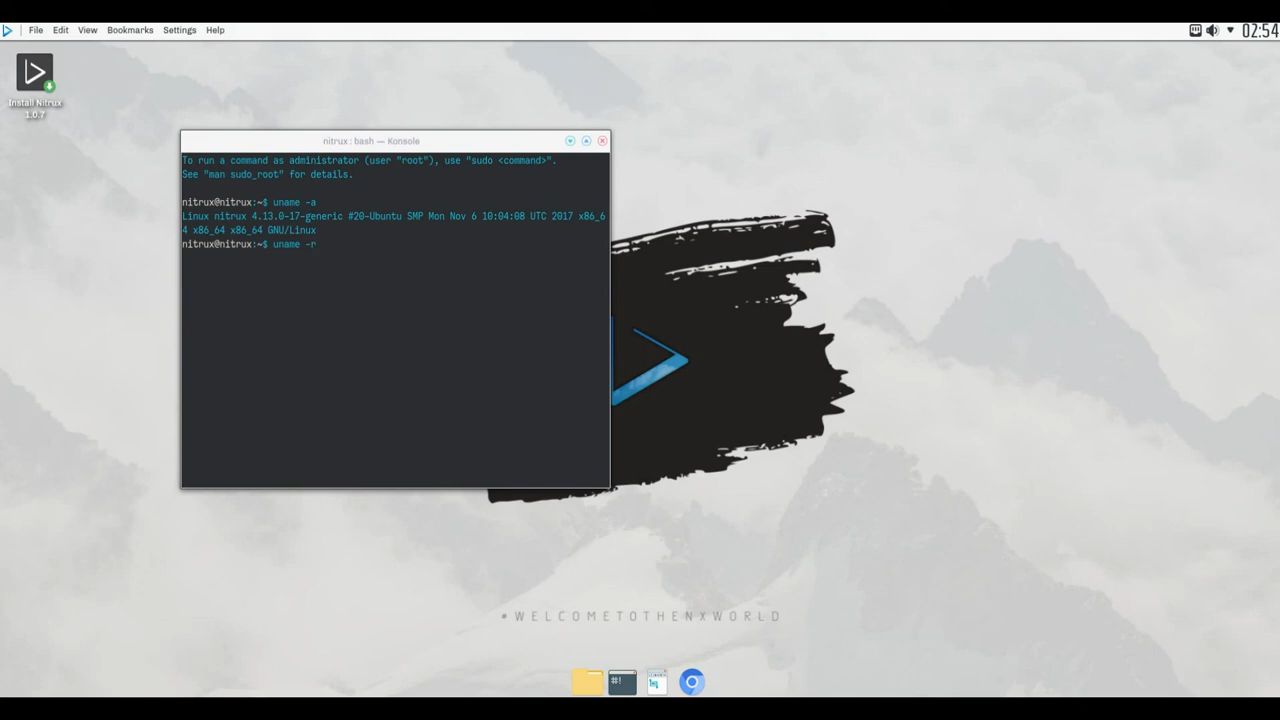 File Edit View Bookmarks Settings Help
02:54
Install Nitrux
1.0.7
nitrux : bash — Konsole
To run a command as administrator (user "root"), use "sudo <command>".
See "man sudo_root" for details.
nitrux@nitrux:~$ uname -a
Linux nitrux 4.13.0-17-generic #20-Ubuntu SMP Mon Nov 6 10:04:08 UTC 2017 x86_6
4 x86_64 x86_64 GNU/Linux
nitrux@nitrux:~$ uname -r
•WELCOMETOTHENXWORLD
#!